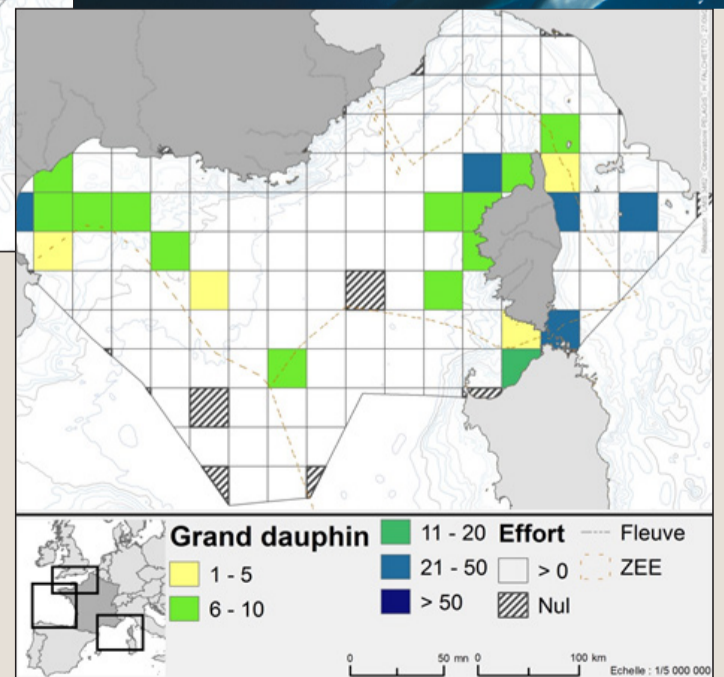 Grand dauphin
1 - 5
6 - 10
11 - 20
21 - 50
> 50
Effort
> 0
Nul
Fleuve
ZEE
0 50 mn 0 100 km
Echelle : 1/5 000 000